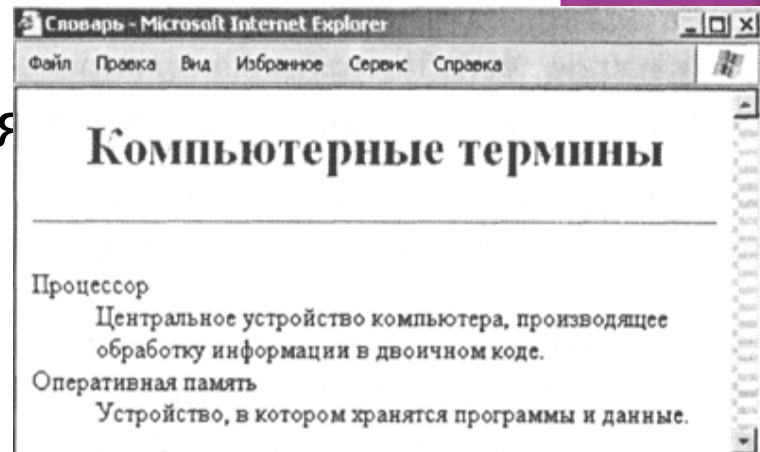 Словарь - Microsoft Internet Explorer
Файл Правка Вид Избранное Сервис Справка
я
Компьютерные термины
Процессор
Центральное устройство компьютера, производящее
обработку информации в двоичном коде.
Оперативная память
Устройство, в котором хранятся программы и данные.